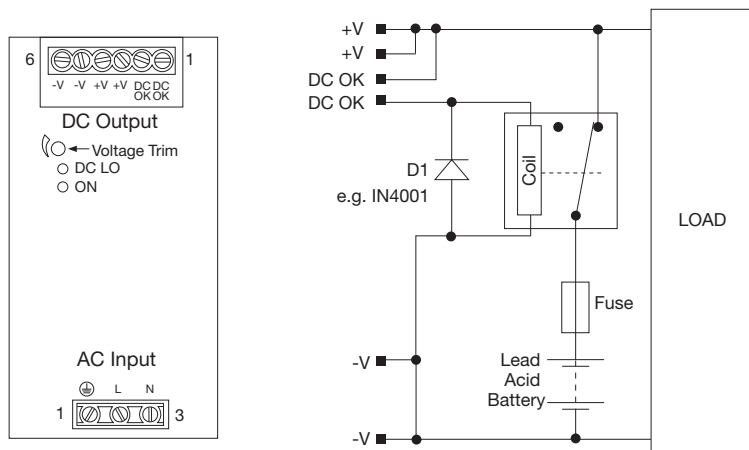 6
1
-V -V +V +V DC OK DC OK
DC Output
Voltage Trim
DC LO
ON
AC Input
L N
1
3
+V
+V
DC OK
DC OK
D1
e.g. IN4001
Coil
LOAD
Fuse
Lead
Acid
Battery
-V
-V